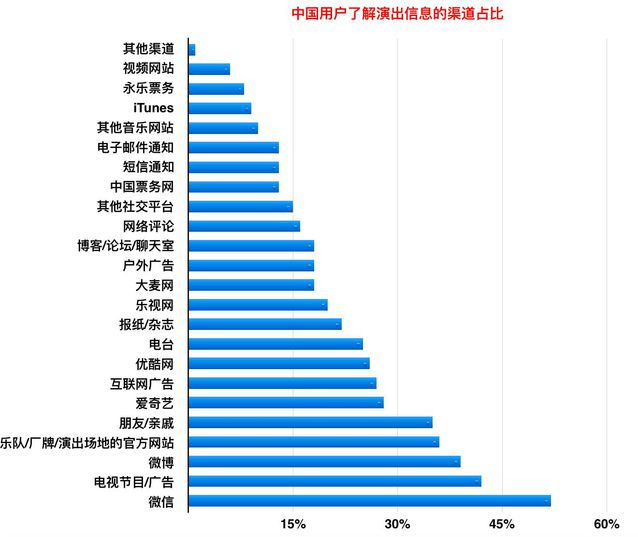 中国用户了解演出信息的渠道占比
其他渠道
视频网站
永乐票务
iTunes
其他音乐网站
电子邮件通知
短信通知
中国票务网
其他社交平台
网络评论
博客/论坛/聊天室
户外广告
大麦网
乐视网
报纸/杂志
电台
优酷网
互联网广告
爱奇艺
朋友/亲戚
乐队/厂牌/演出场地的官方网站
微博
电视节目/广告
微信
15% 30% 45% 60%